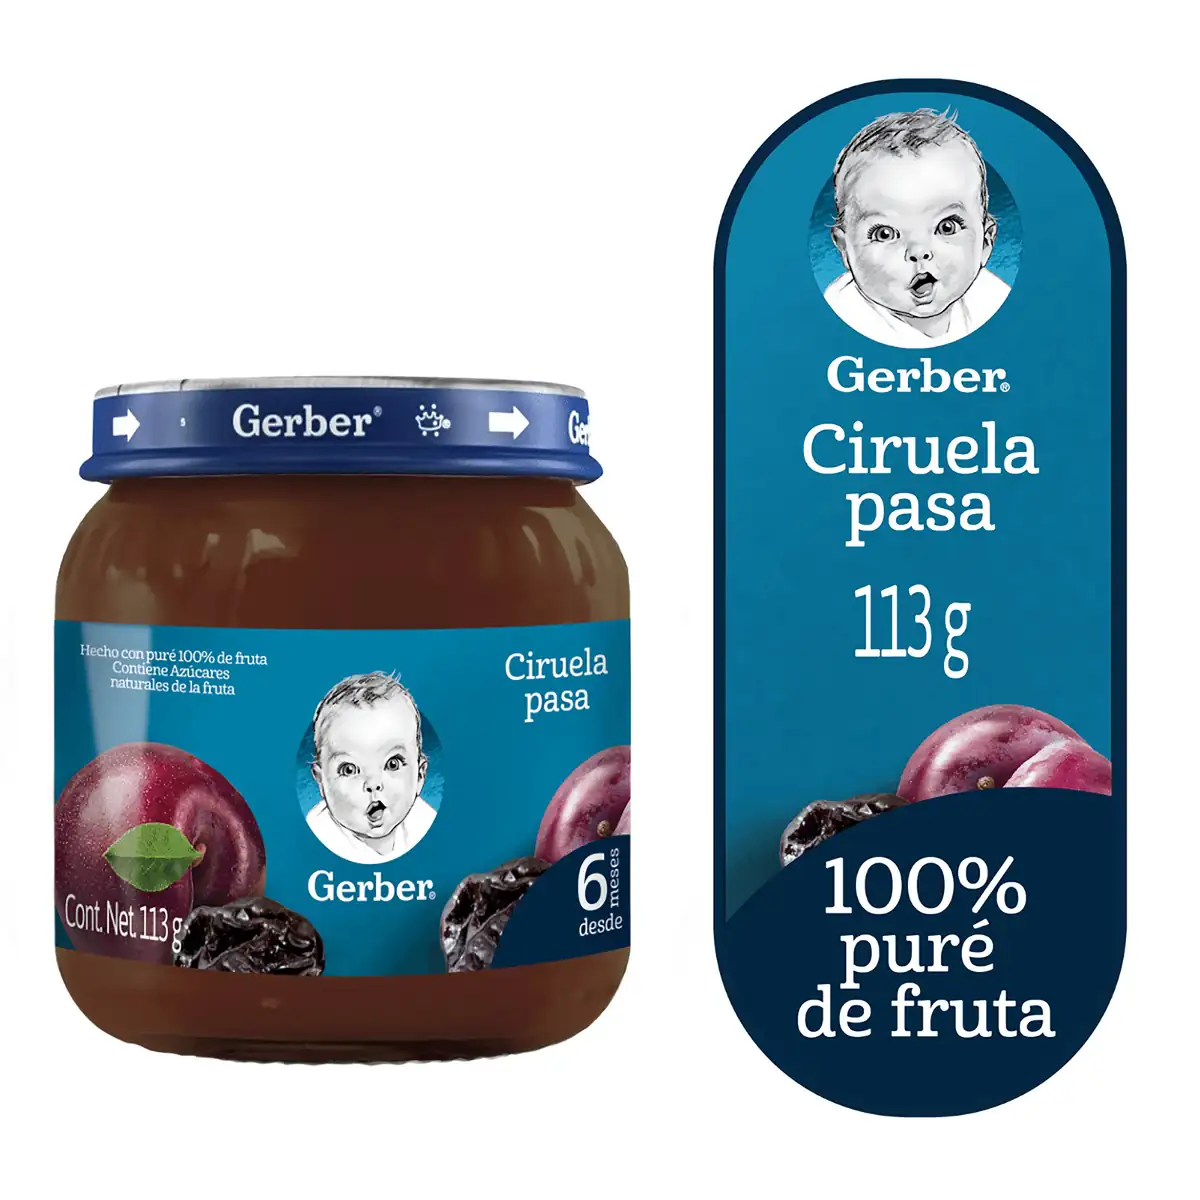 Gerber®
Ger
Hecho con puré 100% de fruta
Contiene Azúcares
naturales de la fruta
Ciruela
pasa
Gerber®
Cont. Net 113 g
6
meses
desde
Gerber®
Ciruela
pasa
113 g
100%
puré
de fruta